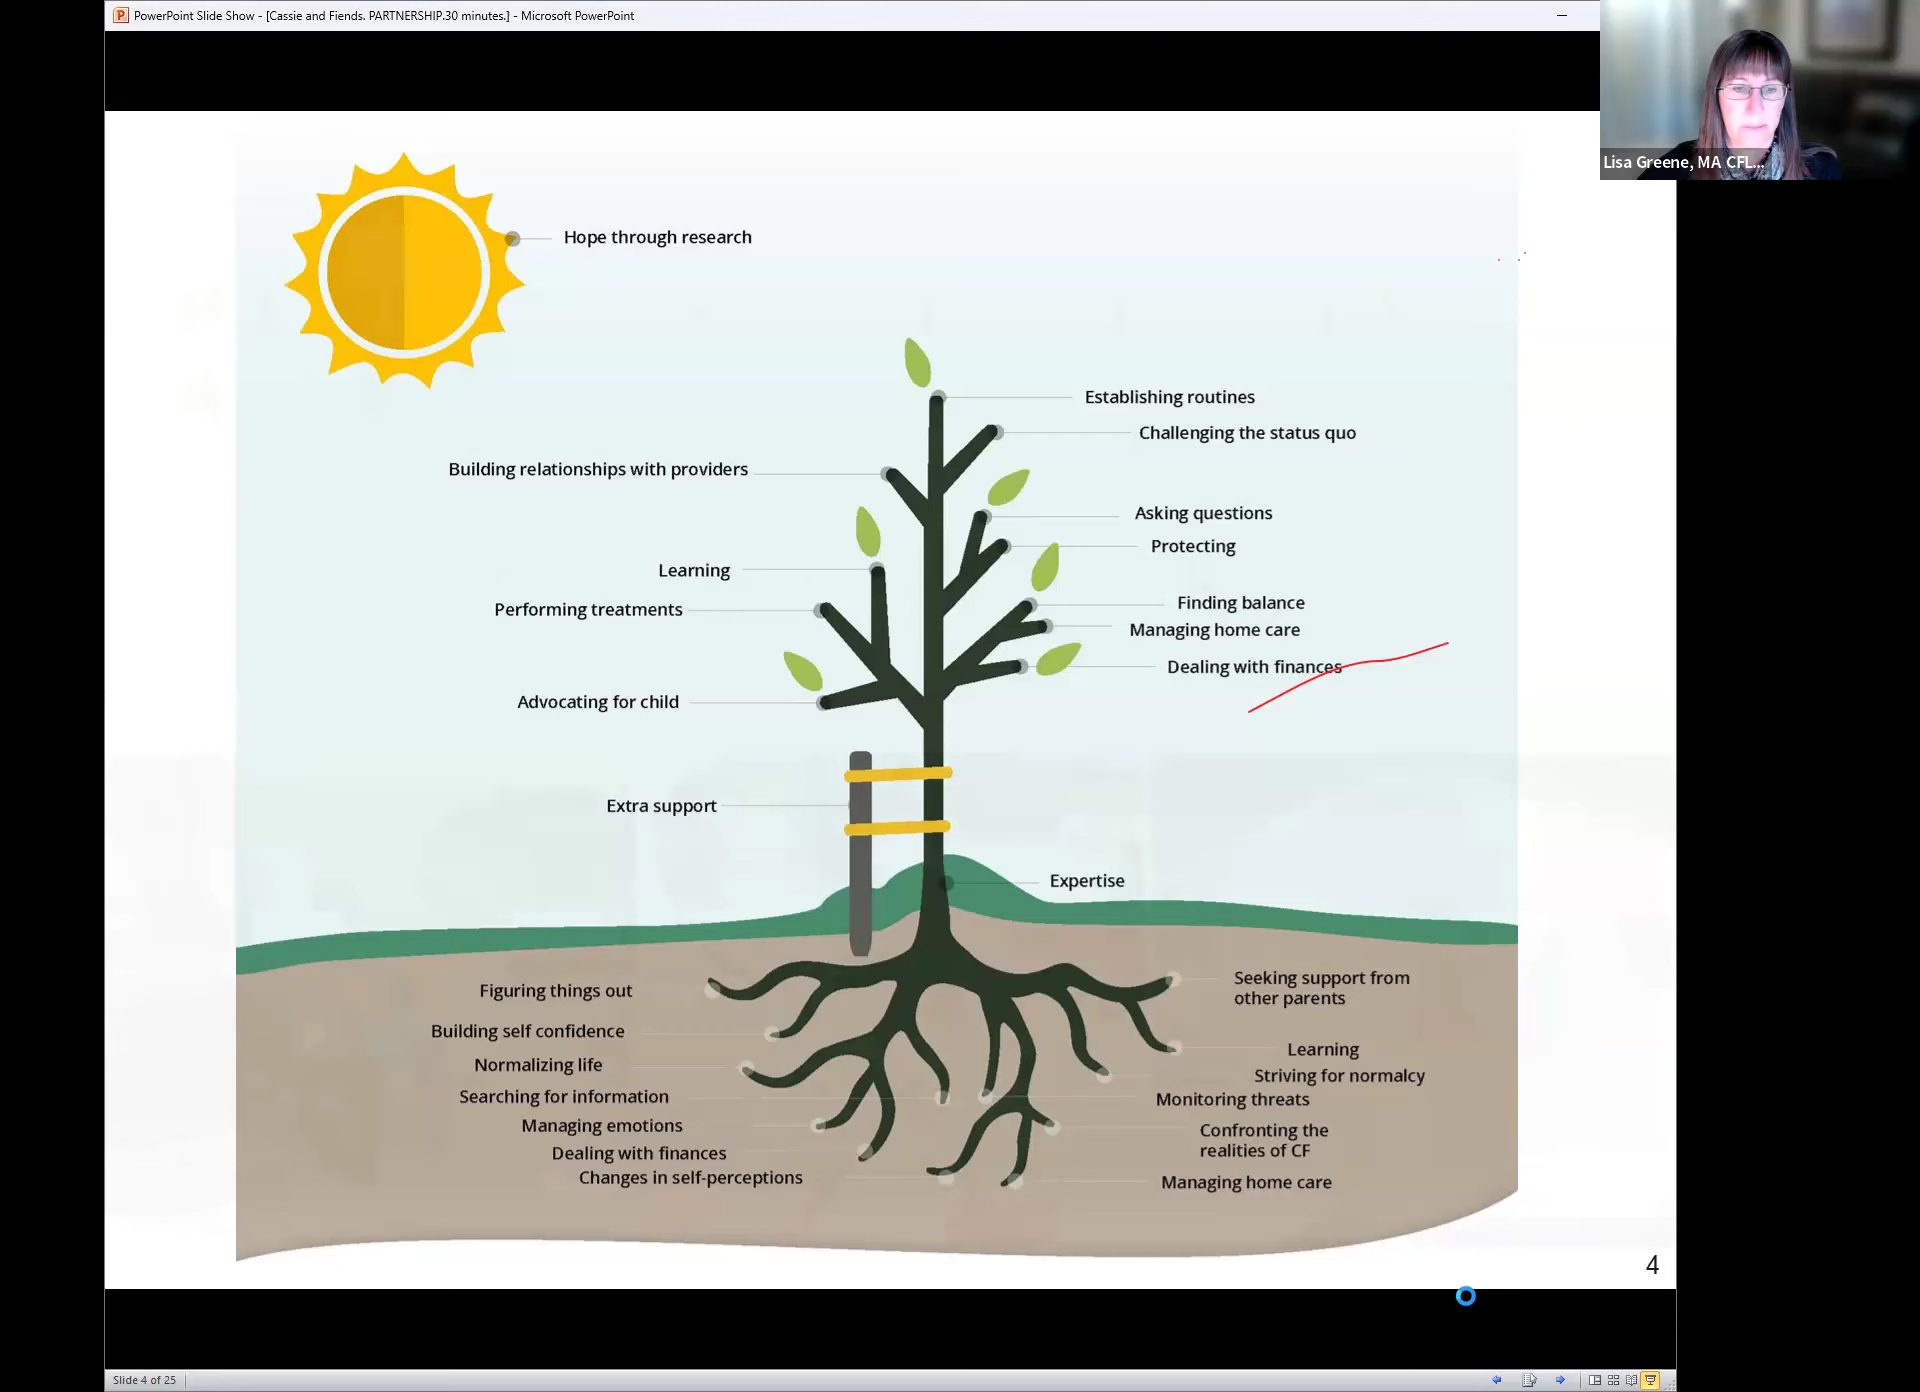 PowerPoint Slide Show - [Cassie and Fiends. PARTNERSHIP.30 minutes.] - Microsoft PowerPoint
Lisa Greene, MA CFL...
Hope through research
Establishing routines
Challenging the status quo
Building relationships with providers
Asking questions
Protecting
Learning
Performing treatments
Finding balance
Managing home care
Dealing with finances
Advocating for child
Extra support
Expertise
Figuring things out
Seeking support from
other parents
Building self confidence
Learning
Normalizing life
Striving for normalcy
Searching for information
Monitoring threats
Managing emotions
Confronting the
realities of CF
Dealing with finances
Changes in self-perceptions
Managing home care
4
Slide 4 of 25